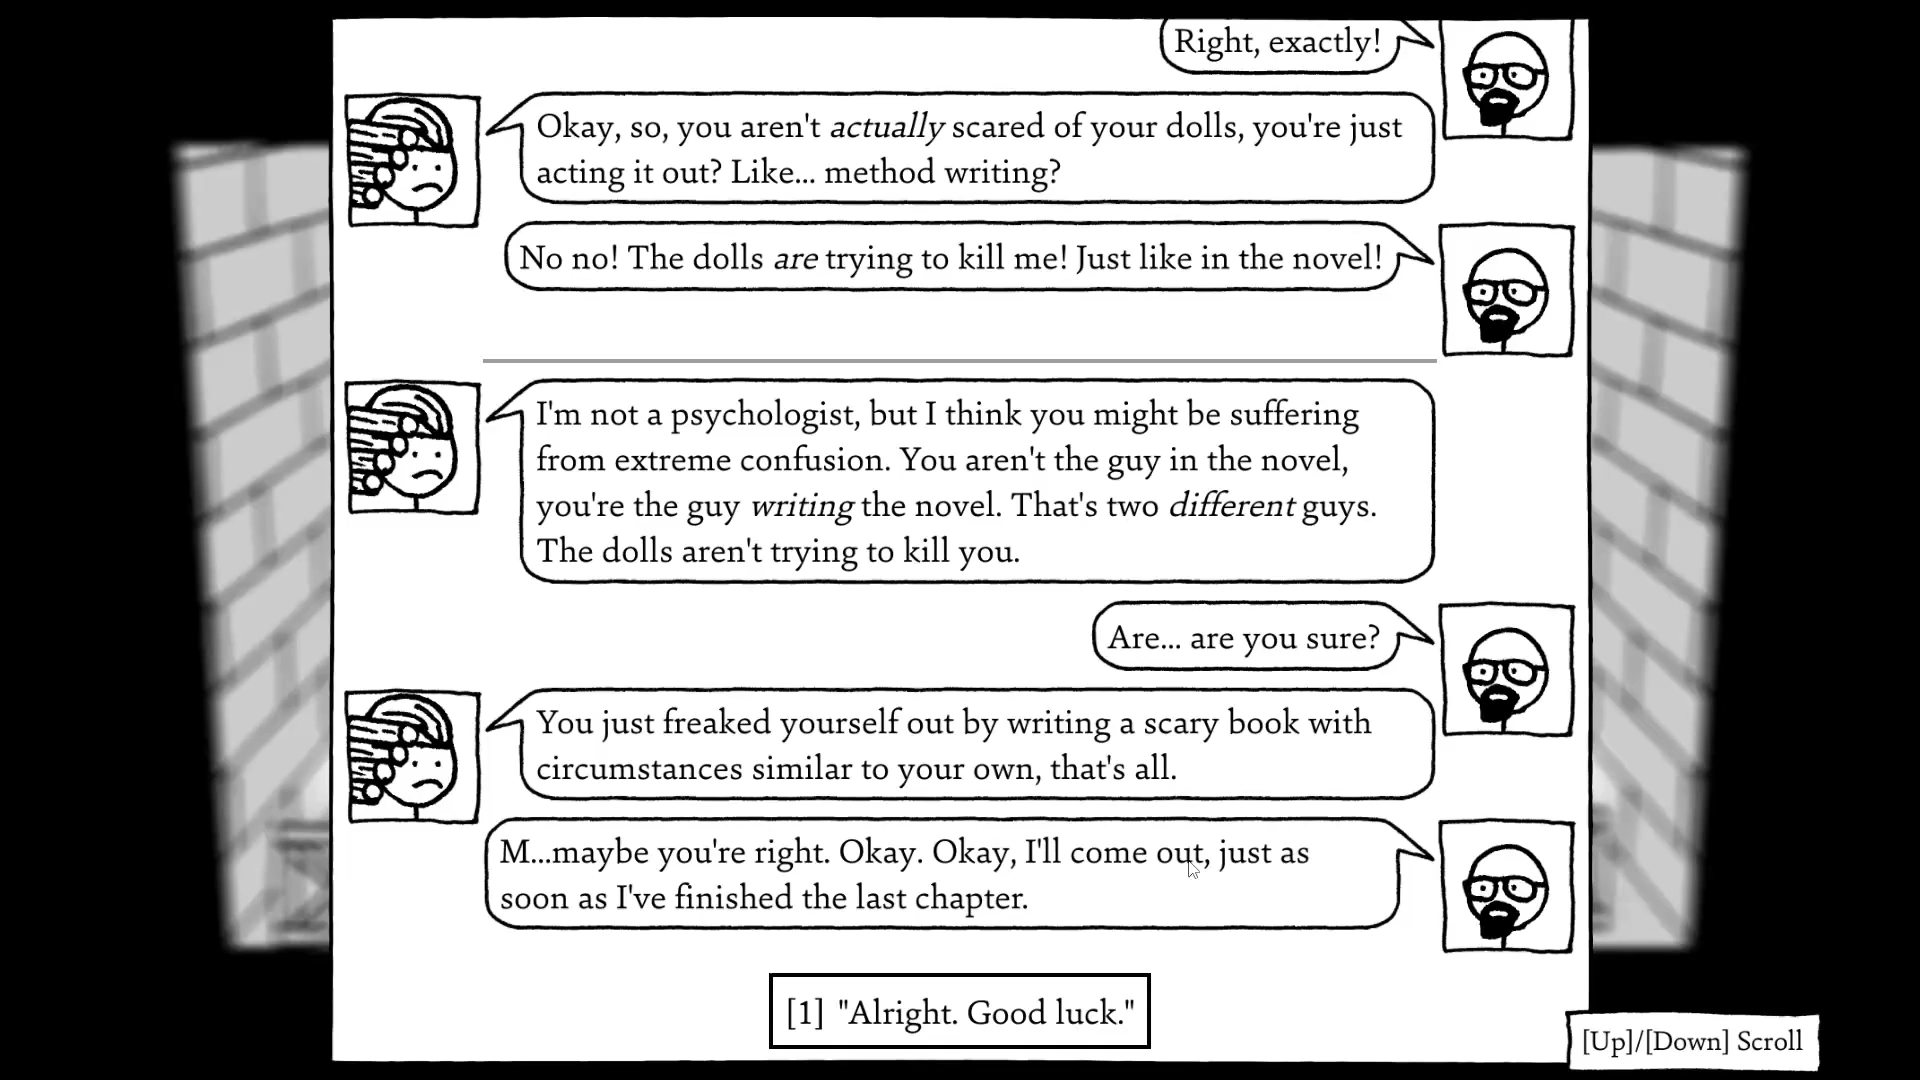 Right, exactly!
Okay, so, you aren't actually scared of your dolls, you're just
acting it out? Like... method writing?
No no! The dolls are trying to kill me! Just like in the novel!
I'm not a psychologist, but I think you might be suffering
from extreme confusion. You aren't the guy in the novel,
you're the guy writing the novel. That's two different guys.
The dolls aren't trying to kill you.
Are... are you sure?
You just freaked yourself out by writing a scary book with
circumstances similar to your own, that's all.
M...maybe you're right. Okay. Okay, I'll come out, just as
soon as I've finished the last chapter.
[1] "Alright. Good luck."
[Up]/[Down] Scroll